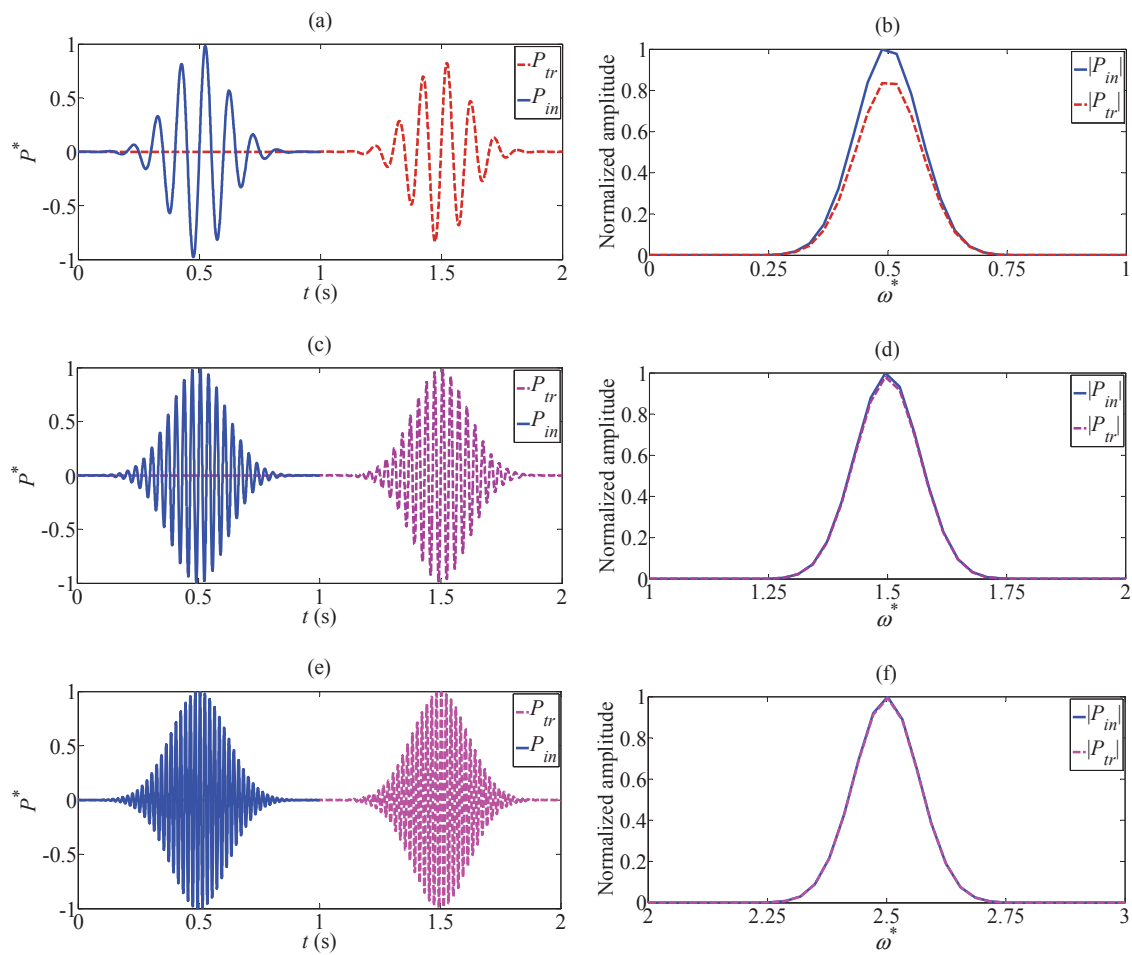 (a)
P*
1
0.5
0
-0.5
-1
0
0.5
1
1.5
2
t (s)
P_tr
P_in
(b)
Normalized amplitude
1
0.8
0.6
0.4
0.2
0
0
0.25
0.5
0.75
1
ω*
|P_in|
|P_tr|
(c)
P*
1
0.5
0
-0.5
-1
0
0.5
1
1.5
2
t (s)
P_tr
P_in
(d)
Normalized amplitude
1
0.8
0.6
0.4
0.2
0
1
1.25
1.5
1.75
2
ω*
|P_in|
|P_tr|
(e)
P*
1
0.5
0
-0.5
-1
0
0.5
1
1.5
2
t (s)
P_tr
P_in
(f)
Normalized amplitude
1
0.8
0.6
0.4
0.2
0
2
2.25
2.5
2.75
3
ω*
|P_in|
|P_tr|